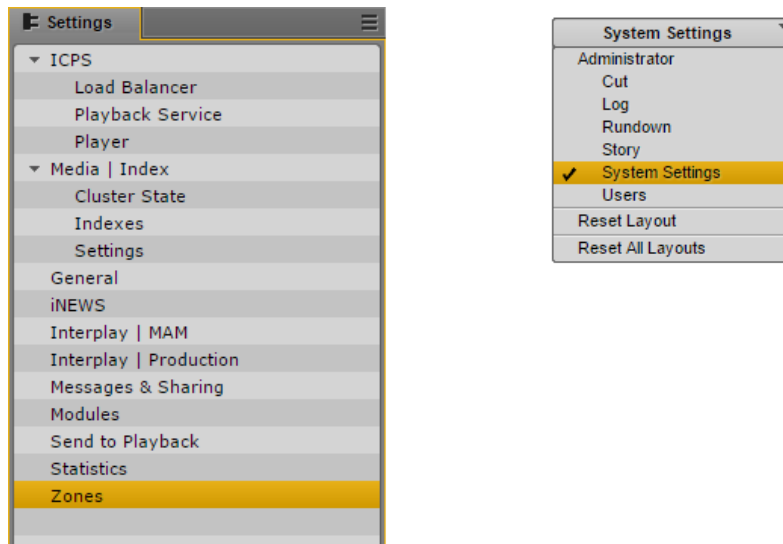 Settings
ICPS
Load Balancer
Playback Service
Player
Media | Index
Cluster State
Indexes
Settings
General
iNEWS
Interplay | MAM
Interplay | Production
Messages & Sharing
Modules
Send to Playback
Statistics
Zones
System Settings
Administrator
Cut
Log
Rundown
Story
System Settings
Users
Reset Layout
Reset All Layouts